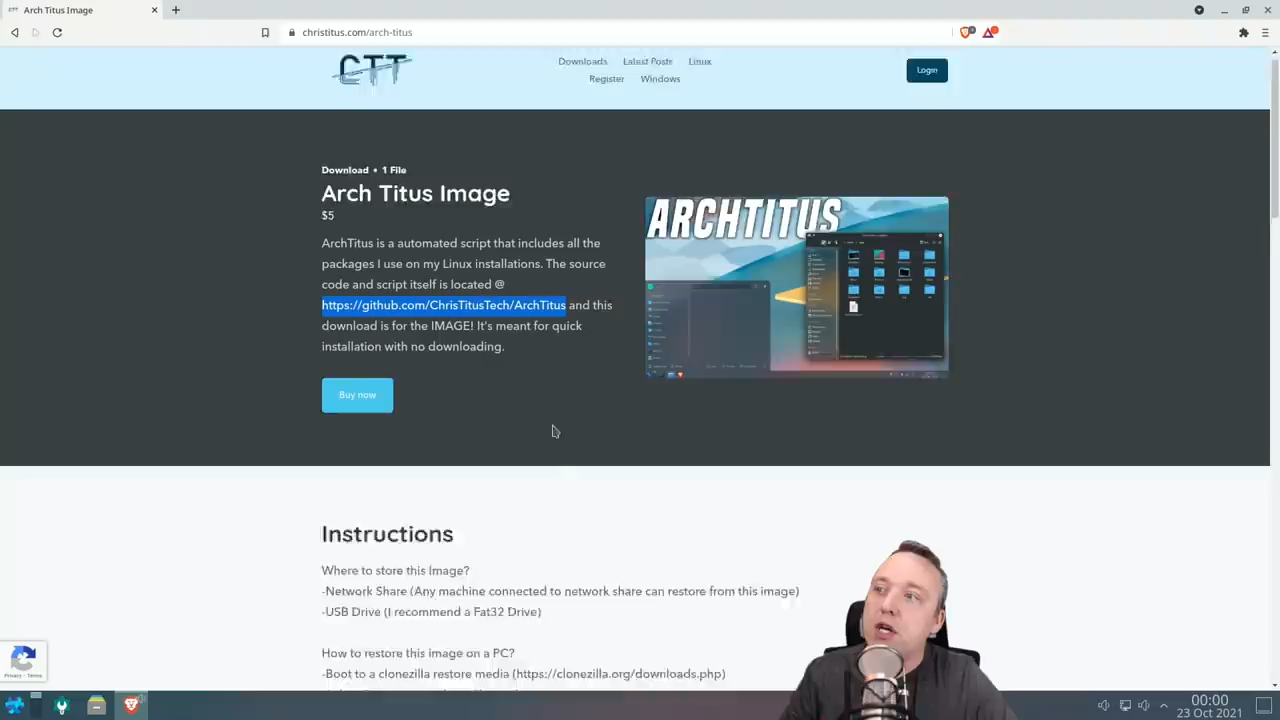 Arch Titus Image
christitus.com/arch-titus
CTT
Downloads Latest Posts Linux
Register Windows
Login
Download • 1 File
Arch Titus Image
$5
ArchTitus is a automated script that includes all the
packages I use on my Linux installations. The source
code and script itself is located @
https://github.com/ChrisTitusTech/ArchTitus and this
download is for the IMAGE! It's meant for quick
installation with no downloading.
Buy now
ARCHTITUS
Instructions
Where to store this Image?
-Network Share (Any machine connected to network share can restore from this image)
-USB Drive (I recommend a Fat32 Drive)
How to restore this image on a PC?
-Boot to a clonezilla restore media (https://clonezilla.org/downloads.php)
Privacy - Terms
00:00
23 Oct 2021